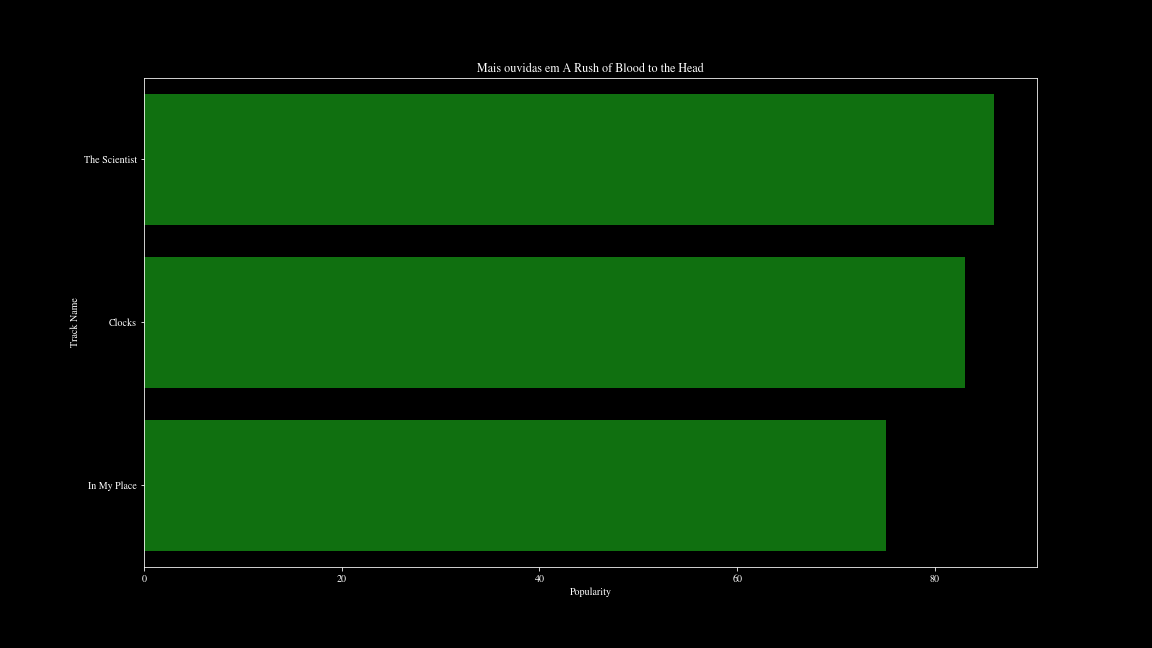 Mais ouvidas em A Rush of Blood to the Head
The Scientist
Clocks
In My Place
Track Name
0 20 40 60 80
Popularity